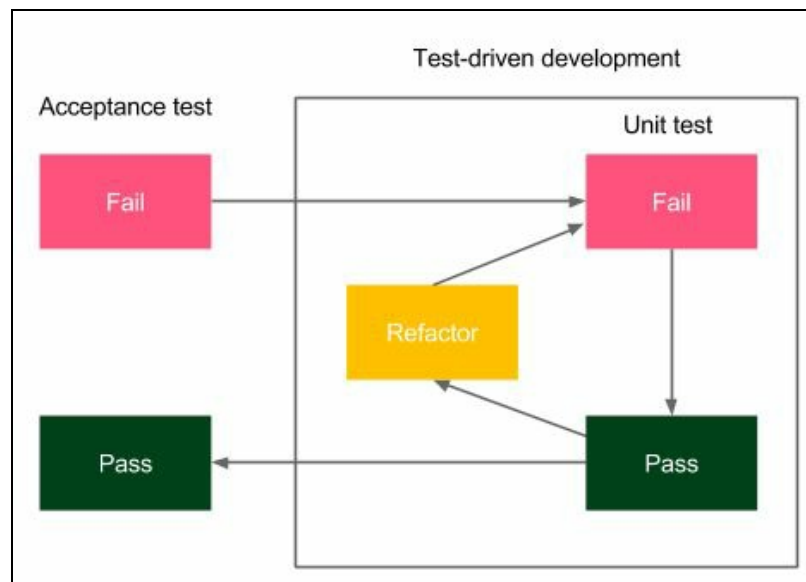 Test-driven development
Acceptance test
Unit test
Fail
Fail
Refactor
Pass
Pass